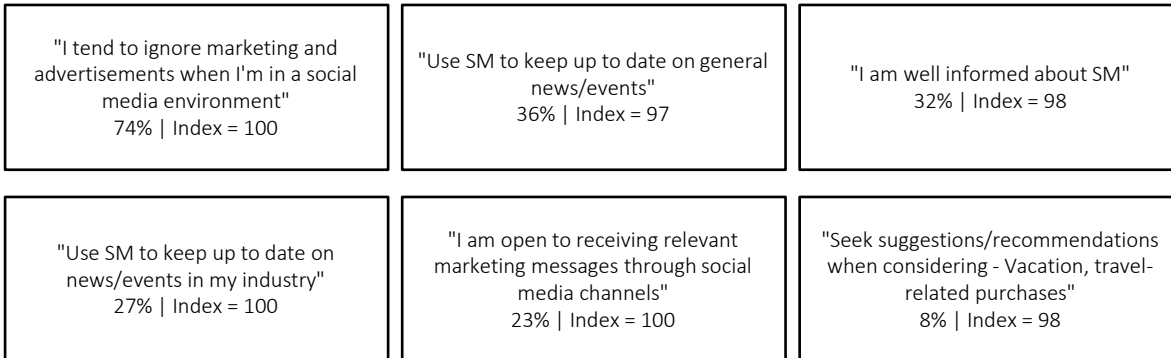 "I tend to ignore marketing and
advertisements when I'm in a social
media environment"
74% | Index = 100
"Use SM to keep up to date on general
news/events"
36% | Index = 97
"I am well informed about SM"
32% | Index = 98
"Use SM to keep up to date on
news/events in my industry"
27% | Index = 100
"I am open to receiving relevant
marketing messages through social
media channels"
23% | Index = 100
"Seek suggestions/recommendations
when considering - Vacation, travel-
related purchases"
8% | Index = 98